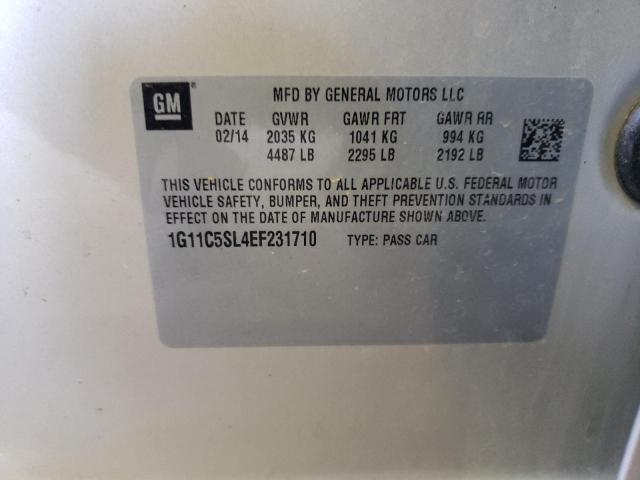 GM
MFD BY GENERAL MOTORS LLC
DATE GVWR GAWR FRT GAWR RR
02/14 2035 KG 1041 KG 994 KG
4487 LB 2295 LB 2192 LB
THIS VEHICLE CONFORMS TO ALL APPLICABLE U.S. FEDERAL MOTOR
VEHICLE SAFETY, BUMPER, AND THEFT PREVENTION STANDARDS IN
EFFECT ON THE DATE OF MANUFACTURE SHOWN ABOVE.
1G11C5SL4EF231710 TYPE: PASS CAR